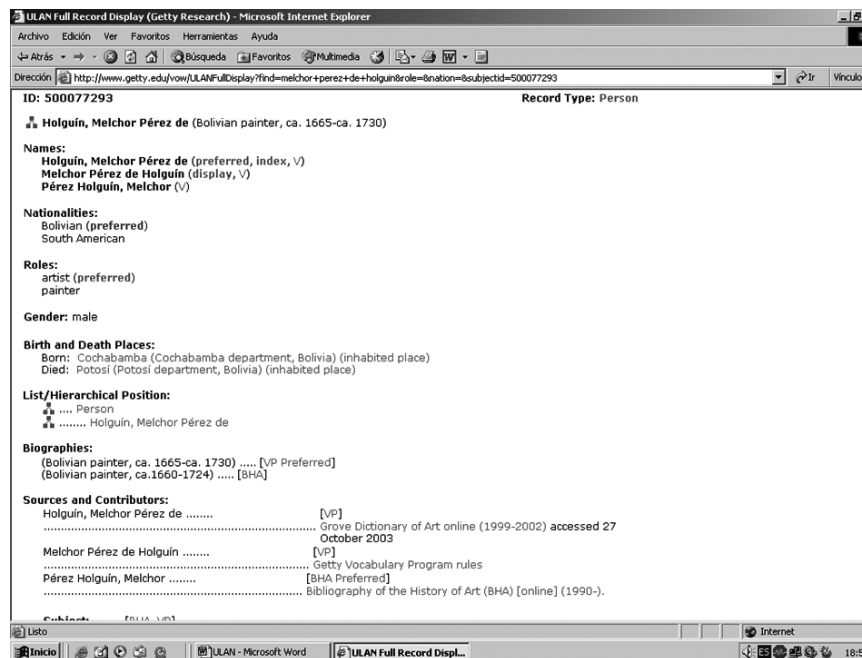 ULAN Full Record Display (Getty Research) - Microsoft Internet Explorer
Archivo Edición Ver Favoritos Herramientas Ayuda
Atrás Búsqueda Favoritos Multimedia
Dirección http://www.getty.edu/vow/ULANFullDisplay?find=melchor+perez+de+holguin&role=&nation=&subjectid=500077293 Ir Vínculo
ID: 500077293 Record Type: Person
Holguín, Melchor Pérez de (Bolivian painter, ca. 1665-ca. 1730)
Names:
Holguín, Melchor Pérez de (preferred, index, V)
Melchor Pérez de Holguín (display, V)
Pérez Holguín, Melchor (V)
Nationalities:
Bolivian (preferred)
South American
Roles:
artist (preferred)
painter
Gender: male
Birth and Death Places:
Born: Cochabamba (Cochabamba department, Bolivia) (inhabited place)
Died: Potosí (Potosí department, Bolivia) (inhabited place)
List/Hierarchical Position:
.... Person
........ Holguín, Melchor Pérez de
Biographies:
(Bolivian painter, ca. 1665-ca. 1730) ..... [VP Preferred]
(Bolivian painter, ca.1660-1724) ..... [BHA]
Sources and Contributors:
Holguín, Melchor Pérez de ........ [VP]
........ Grove Dictionary of Art online (1999-2002) accessed 27
October 2003
Melchor Pérez de Holguín ........ [VP]
........ Getty Vocabulary Program rules
Pérez Holguín, Melchor ........ [BHA Preferred]
........ Bibliography of the History of Art (BHA) [online] (1990-).
Subject: [BHA, VP]
Listo Internet
Inicio ULAN - Microsoft Word ULAN Full Record Displ... ES